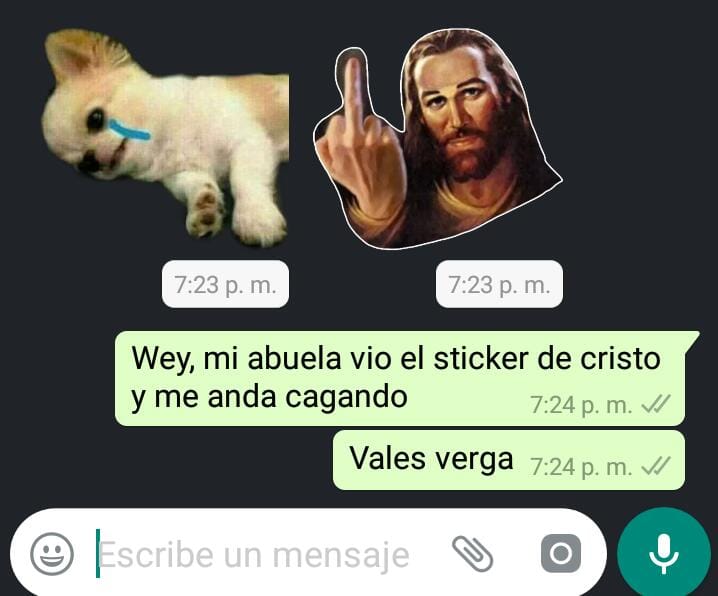 7:23 p. m. 7:23 p. m.
Wey, mi abuela vio el sticker de cristo
y me anda cagando 7:24 p. m.
Vales verga 7:24 p. m.
Escribe un mensaje